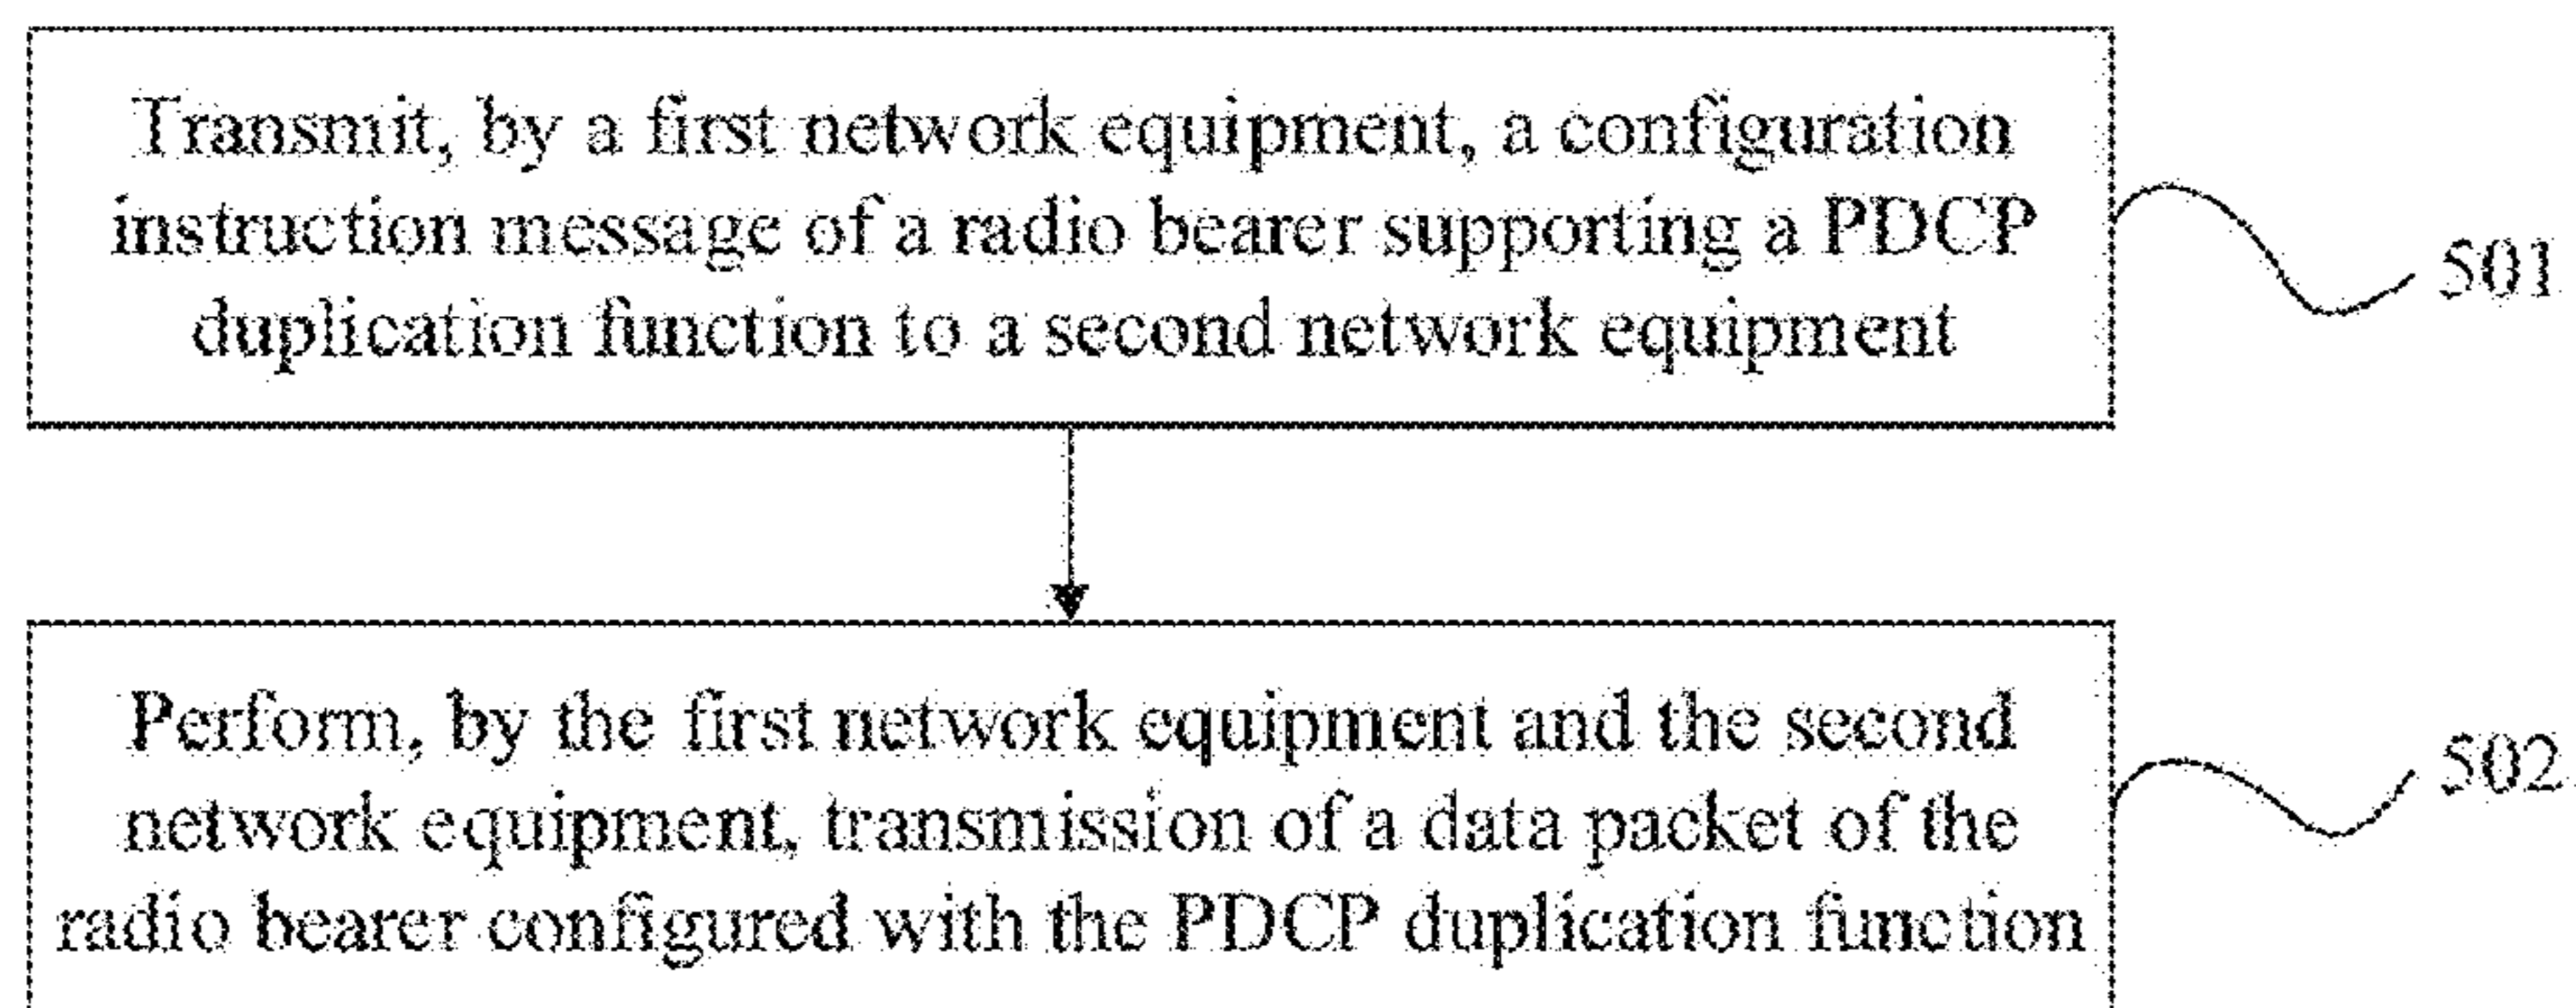 Transmit, by a first network equipment, a configuration
instruction message of a radio bearer supporting a PDCP
duplication function to a second network equipment
501
Perform, by the first network equipment and the second
network equipment, transmission of a data packet of the
radio bearer configured with the PDCP duplication function
502